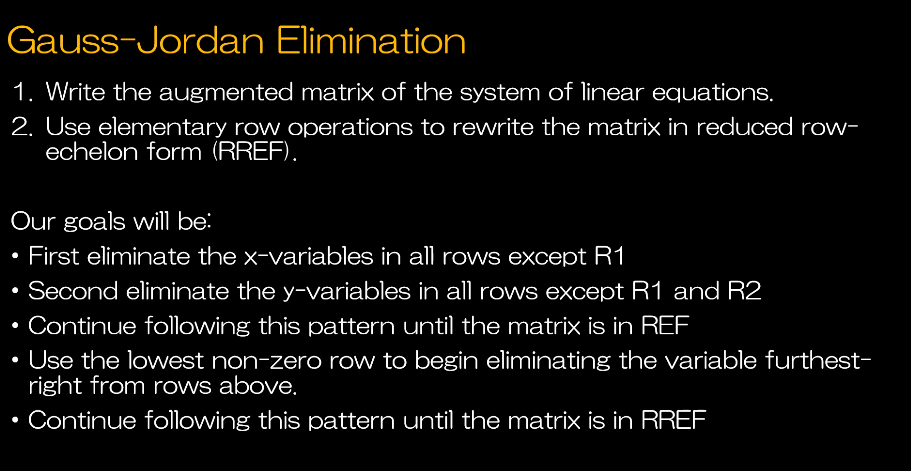 Gauss-Jordan Elimination
1. Write the augmented matrix of the system of linear equations.
2. Use elementary row operations to rewrite the matrix in reduced row-
echelon form (RREF).
Our goals will be:
• First eliminate the x-variables in all rows except R1
• Second eliminate the y-variables in all rows except R1 and R2
• Continue following this pattern until the matrix is in REF
• Use the lowest non-zero row to begin eliminating the variable furthest-
right from rows above.
• Continue following this pattern until the matrix is in RREF